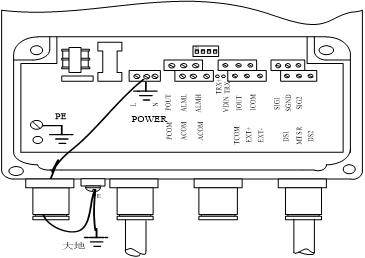 PE
L
N
POWER
POUT
ALML
ALMH
PCOM
ACOM
ACOM
TRX-
TRX
VDIN
IOUT
ICOM
TCOM
EXT+
EXT-
SIG1
SGND
SIG2
DS1
MTSR
DS2
E
大地